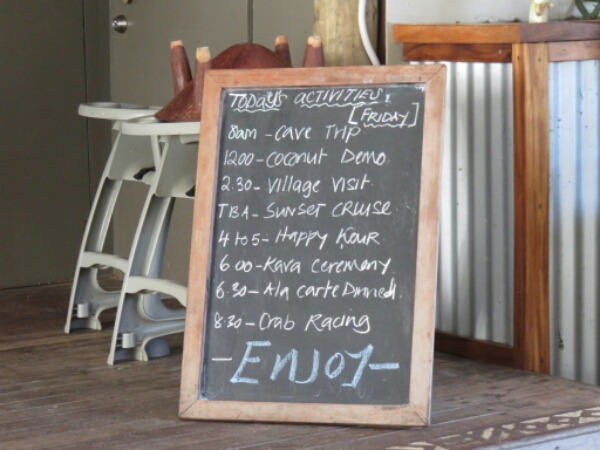 TODAY'S ACTIVITIES.
[FRIDAY]
8am - Cave Trip
1200 - Coconut Demo.
2.30 - Village Visit.
TBA - Sunset Cruise
4 to 5 - Happy Hour
6.00 - Kava Ceremony
6.30 - Ala Carte Dinner
8.30 - Crab Racing
- ENJOY -